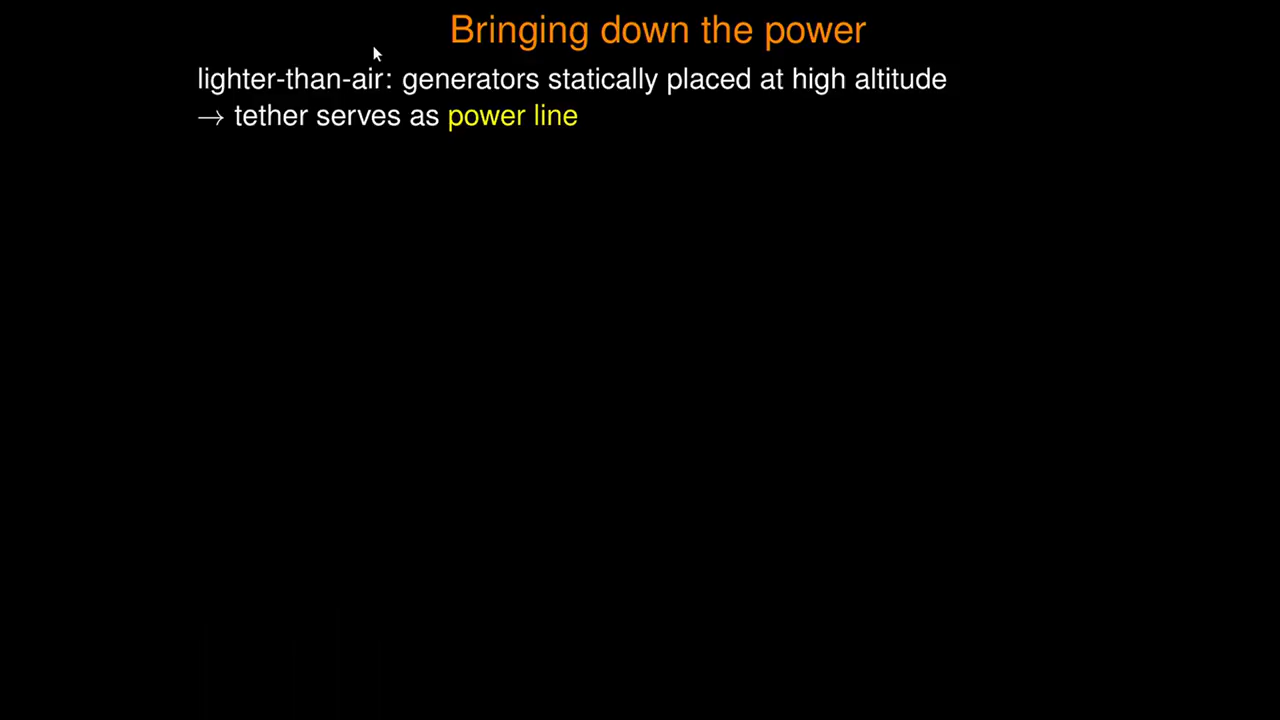 Bringing down the power
lighter-than-air: generators statically placed at high altitude
→ tether serves as power line